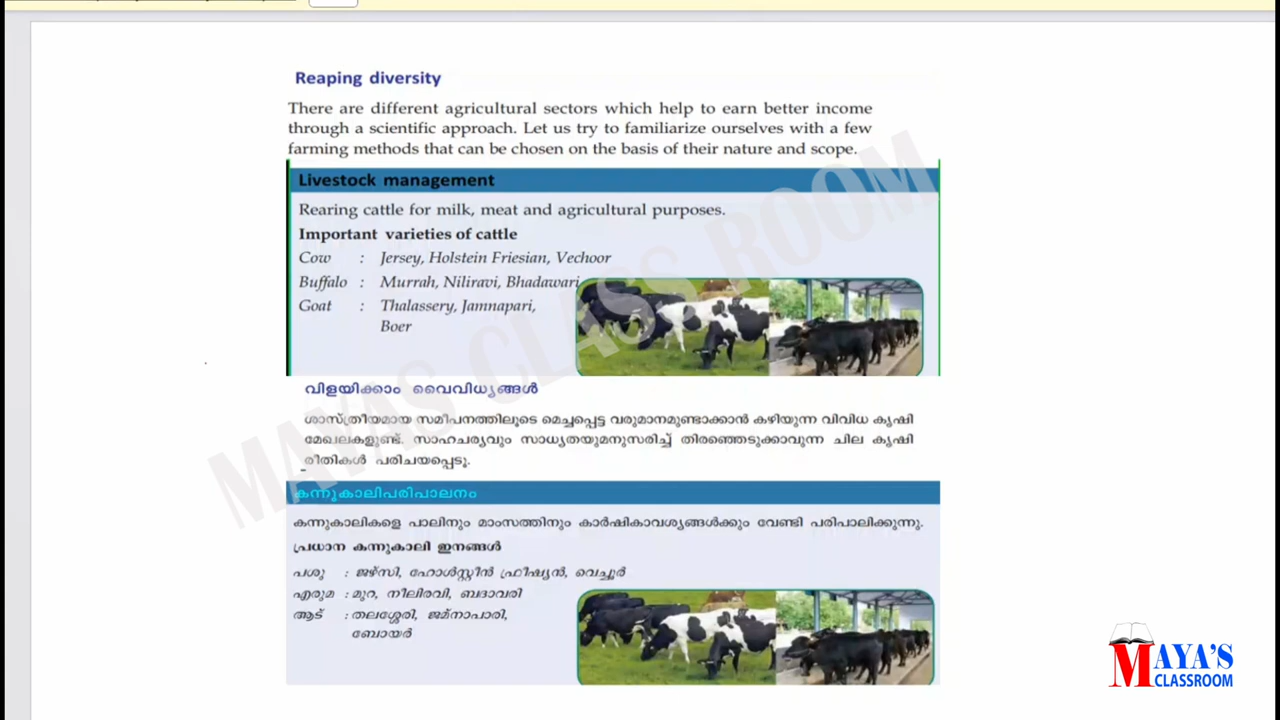 Reaping diversity
There are different agricultural sectors which help to earn better income
through a scientific approach. Let us try to familiarize ourselves with a few
farming methods that can be chosen on the basis of their nature and scope.
Livestock management
Rearing cattle for milk, meat and agricultural purposes.
Important varieties of cattle
Cow : Jersey, Holstein Friesian, Vechoor
Buffalo : Murrah, Niliravi, Bhadawari
Goat : Thalassery, Jamnapari,
Boer
വിളയിക്കാം വൈവിധ്യങ്ങൾ
ശാസ്ത്രീയമായ സമീപനത്തിലൂടെ മെച്ചപ്പെട്ട വരുമാനമുണ്ടാക്കാൻ കഴിയുന്ന വിവിധ കൃഷി
മേഖലകളുണ്ട്. സാഹചര്യവും സാധ്യതയുമനുസരിച്ച് തിരഞ്ഞെടുക്കാവുന്ന ചില കൃഷി
രീതികൾ പരിചയപ്പെടൂ.
കന്നുകാലിപരിപാലനം
കന്നുകാലികളെ പാലിനും മാംസത്തിനും കാർഷികാവശ്യങ്ങൾക്കും വേണ്ടി പരിപാലിക്കുന്നു.
പ്രധാന കന്നുകാലി ഇനങ്ങൾ
പശു : ജഴ്സി, ഹോൾസ്റ്റീൻ ഫ്രീഷ്യൻ, വെച്ചൂർ
എരുമ : മുറ, നീലിരവി, ബദാവരി
ആട് : തലശ്ശേരി, ജമ്നാപാരി,
ബോയർ
MAYAS CLASS ROOM
MAYA'S
CLASSROOM